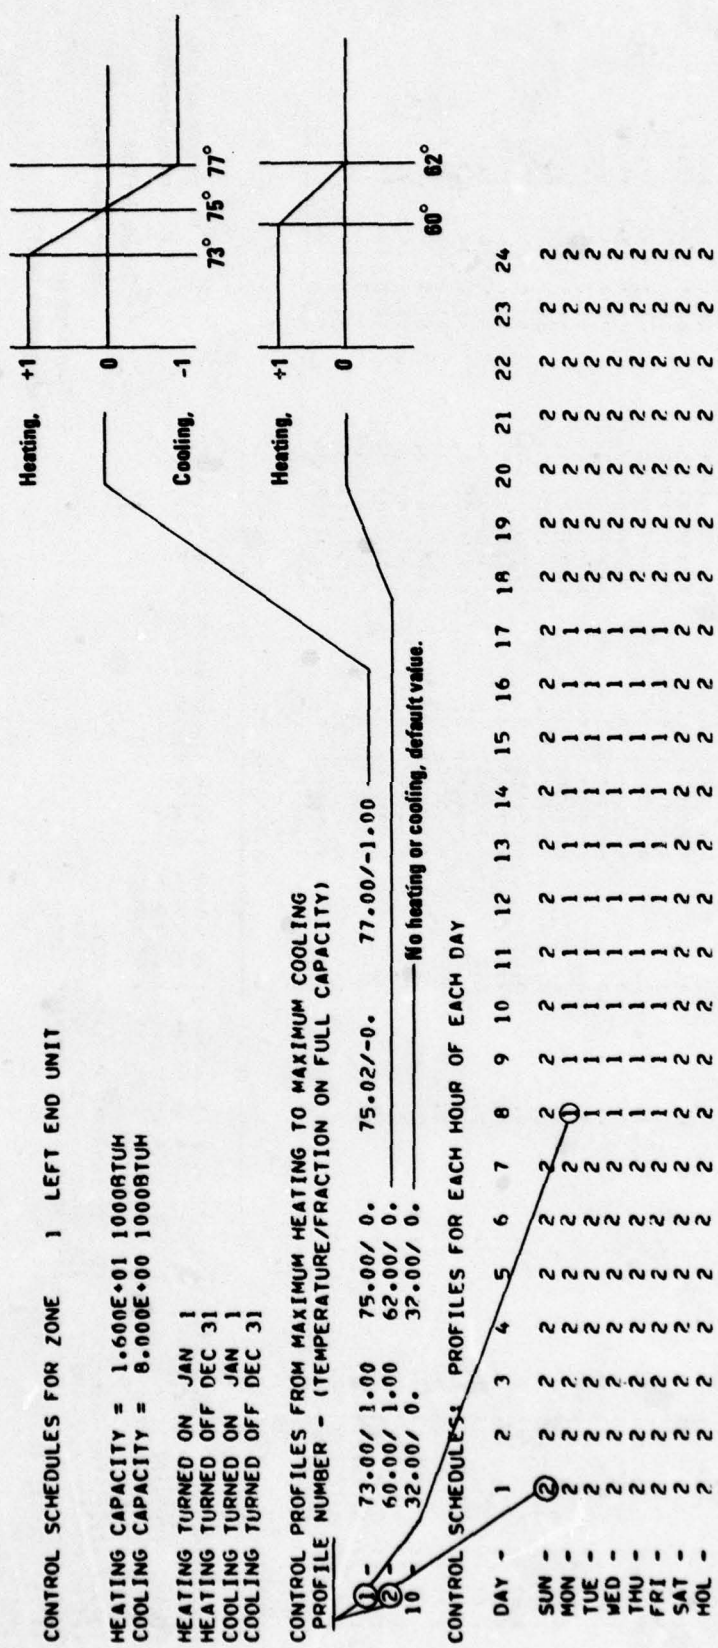 CONTROL SCHEDULES FOR ZONE 1 LEFT END UNIT
HEATING CAPACITY = 1.600E+01 1000BTUH
COOLING CAPACITY = 8.000E+00 1000BTUH
HEATING TURNED ON JAN 1
HEATING TURNED OFF DEC 31
COOLING TURNED ON JAN 1
COOLING TURNED OFF DEC 31
CONTROL PROFILES FROM MAXIMUM HEATING TO MAXIMUM COOLING
PROFILE NUMBER - (TEMPERATURE/FRACTION ON FULL CAPACITY)
1 - 73.00/ 1.00 75.00/ 0. 75.02/-0. 77.00/-1.00
2 - 60.00/ 1.00 62.00/ 0.
10 - 32.00/ 0. 37.00/ 0. No heating or cooling, default value.
Heating, +1
0
Cooling, -1
73° 75° 77°
Heating, +1
0
60° 62°
CONTROL SCHEDULES: PROFILES FOR EACH HOUR OF EACH DAY
DAY - 1 2 3 4 5 6 7 8 9 10 11 12 13 14 15 16 17 18 19 20 21 22 23 24
SUN - 2 2 2 2 2 2 2 2 2 2 2 2 2 2 2 2 2 2 2 2 2 2 2 2
MON - 2 2 2 2 2 2 2 1 1 1 1 1 1 1 1 1 1 2 2 2 2 2 2 2
TUE - 2 2 2 2 2 2 2 1 1 1 1 1 1 1 1 1 1 2 2 2 2 2 2 2
WED - 2 2 2 2 2 2 2 1 1 1 1 1 1 1 1 1 1 2 2 2 2 2 2 2
THU - 2 2 2 2 2 2 2 1 1 1 1 1 1 1 1 1 1 2 2 2 2 2 2 2
FRI - 2 2 2 2 2 2 2 1 1 1 1 1 1 1 1 1 1 2 2 2 2 2 2 2
SAT - 2 2 2 2 2 2 2 2 2 2 2 2 2 2 2 2 2 2 2 2 2 2 2 2
HOL - 2 2 2 2 2 2 2 2 2 2 2 2 2 2 2 2 2 2 2 2 2 2 2 2